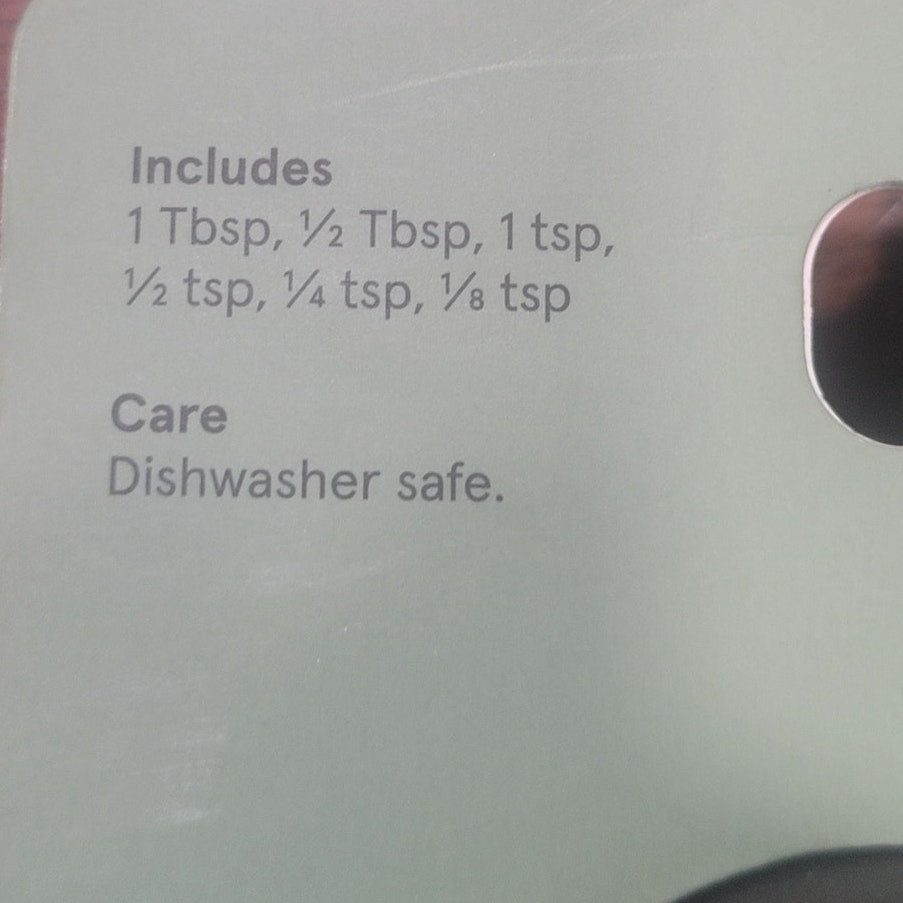 Includes
1 Tbsp, ½ Tbsp, 1 tsp,
½ tsp, ¼ tsp, ⅛ tsp
Care
Dishwasher safe.